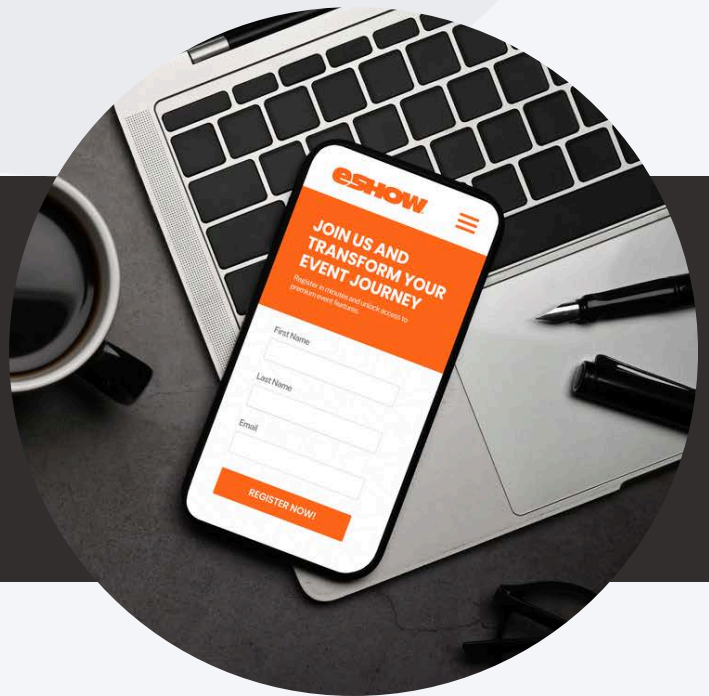 eSHOW
JOIN US AND
TRANSFORM YOUR
EVENT JOURNEY
Register in minutes and unlock access to
premium event features.
First Name
Last Name
Email
REGISTER NOW!